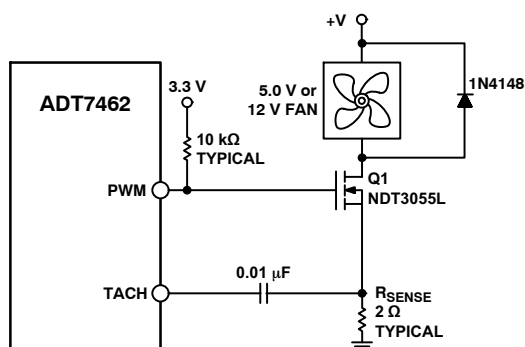 +V
ADT7462
3.3 V
5.0 V or
12 V FAN
1N4148
10 kΩ
TYPICAL
Q1
NDT3055L
PWM
0.01 μF
TACH
RSENSE
2 Ω
TYPICAL